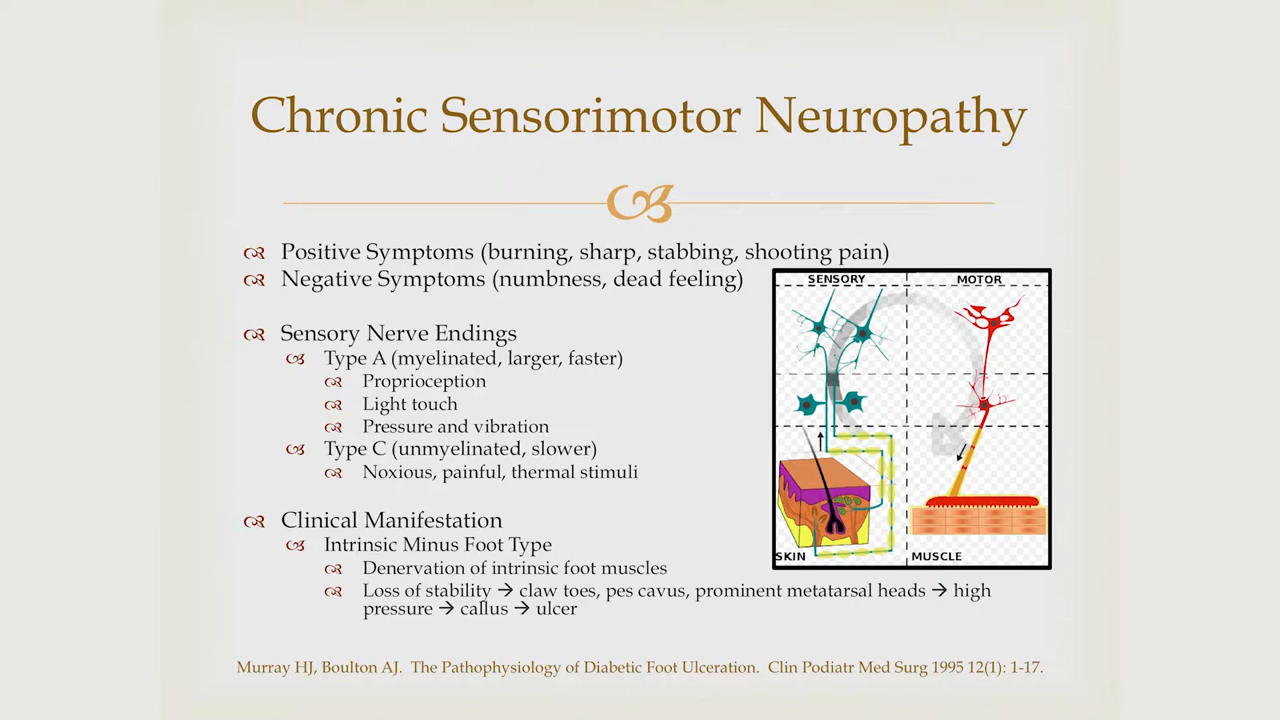 Chronic Sensorimotor Neuropathy
Positive Symptoms (burning, sharp, stabbing, shooting pain)
Negative Symptoms (numbness, dead feeling)
Sensory Nerve Endings
Type A (myelinated, larger, faster)
Proprioception
Light touch
Pressure and vibration
Type C (unmyelinated, slower)
Noxious, painful, thermal stimuli
Clinical Manifestation
Intrinsic Minus Foot Type
Denervation of intrinsic foot muscles
Loss of stability → claw toes, pes cavus, prominent metatarsal heads → high
pressure → callus → ulcer
SENSORY
MOTOR
SKIN
MUSCLE
Murray HJ, Boulton AJ. The Pathophysiology of Diabetic Foot Ulceration. Clin Podiatr Med Surg 1995 12(1): 1-17.